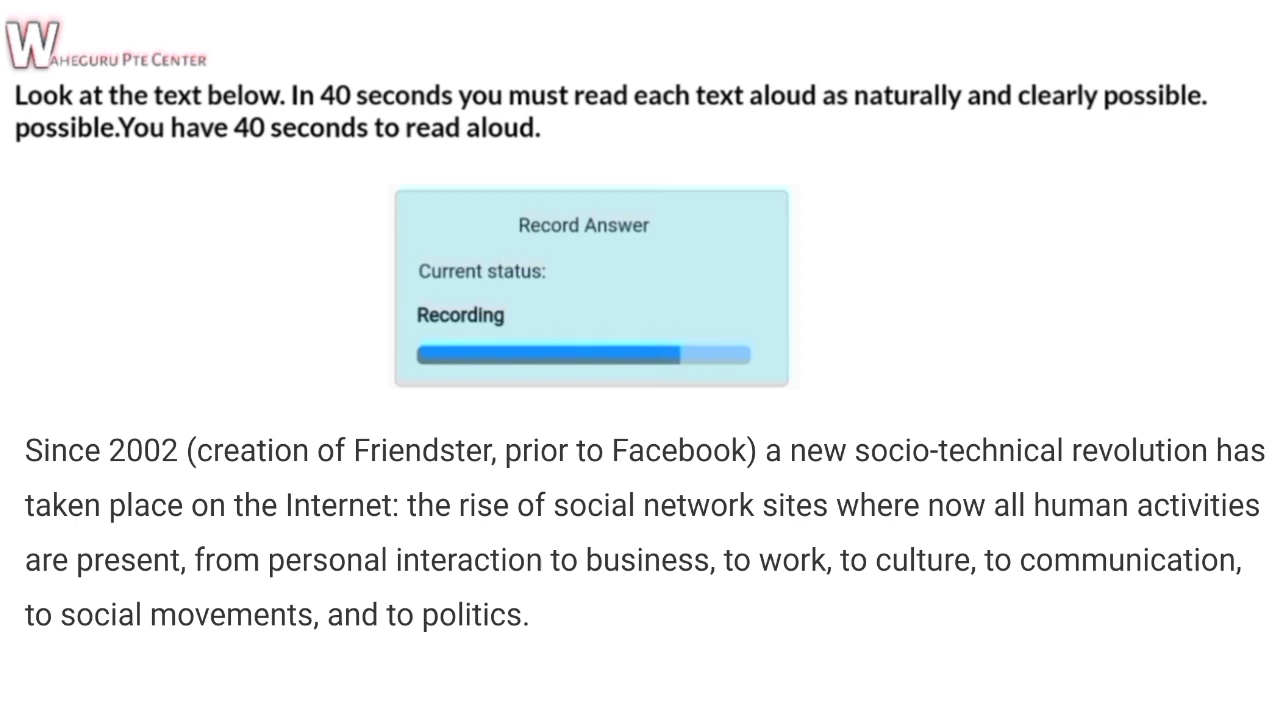 WAHEGURU PTE CENTER
Look at the text below. In 40 seconds you must read each text aloud as naturally and clearly possible.
possible.You have 40 seconds to read aloud.
Record Answer
Current status:
Recording
Since 2002 (creation of Friendster, prior to Facebook) a new socio-technical revolution has
taken place on the Internet: the rise of social network sites where now all human activities
are present, from personal interaction to business, to work, to culture, to communication,
to social movements, and to politics.